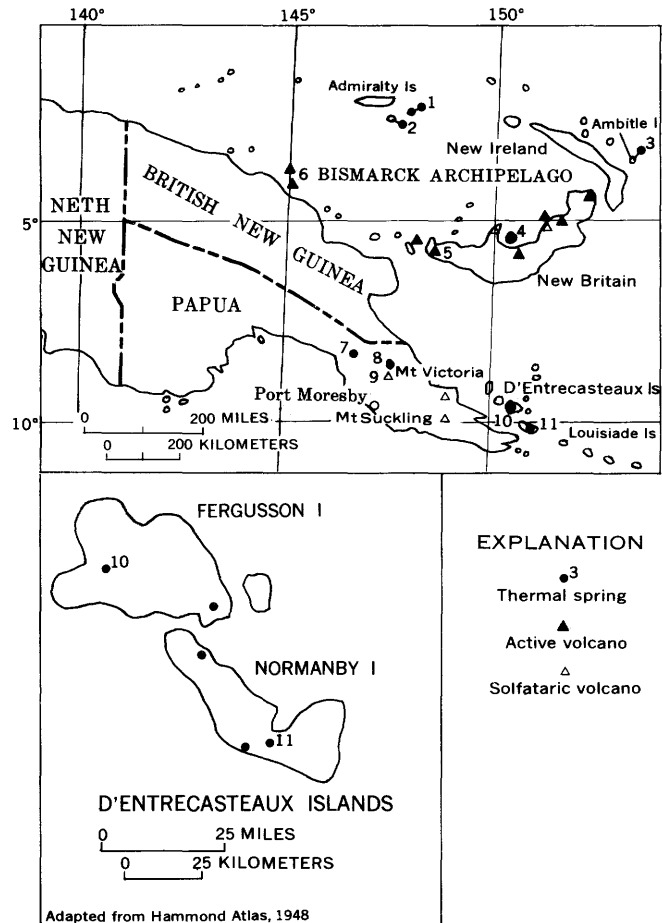 140° 145° 150°
Admiralty Is
1
2
Ambitle I
3
New Ireland
6
BISMARCK ARCHIPELAGO
BRITISH NEW GUINEA
NETH
NEW
GUINEA
5°
4
5
New Britain
PAPUA
7
8
9
Mt Victoria
D'Entrecasteaux Is
Port Moresby
Mt Suckling
10
11
Louisiade Is
10°
0 200 MILES
0 200 KILOMETERS
FERGUSSON I
10
NORMANBY I
11
D'ENTRECASTEAUX ISLANDS
0 25 MILES
0 25 KILOMETERS
Adapted from Hammond Atlas, 1948
EXPLANATION
3
Thermal spring
Active volcano
Solfataric volcano